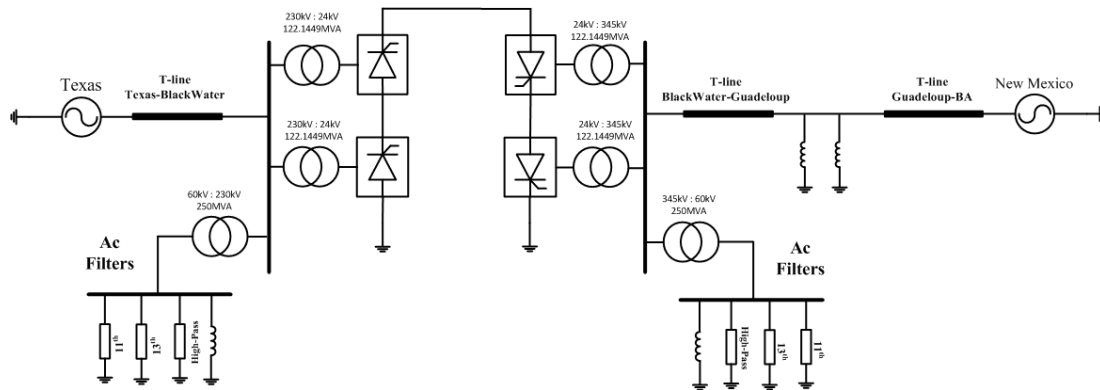 230kV : 24kV
122.1449MVA
24kV : 345kV
122.1449MVA
Texas
T-line
Texas-BlackWater
T-line
BlackWater-Guadeloup
T-line
Guadeloup-BA
New Mexico
230kV : 24kV
122.1449MVA
24kV : 345kV
122.1449MVA
60kV : 230kV
250MVA
345kV : 60kV
250MVA
Ac
Filters
Ac
Filters
11th
13th
High-Pass
High-Pass
13th
11th